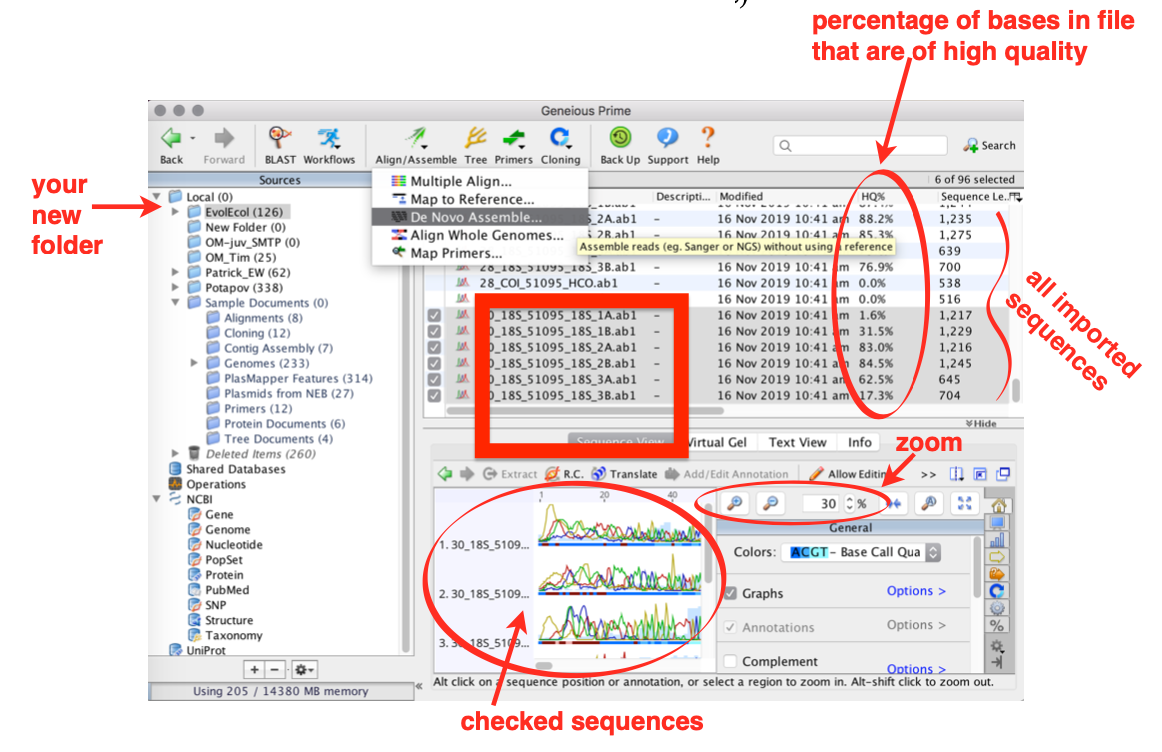 percentage of bases in file
that are of high quality
Geneious Prime
Back Forward BLAST Workflows Align/Assemble Tree Primers Cloning Back Up Support Help Search
your
new
folder
Sources
6 of 96 selected
Local (0)
EvolEcol (126)
New Folder (0)
OM-juv_SMTP (0)
OM_Tim (25)
Patrick_EW (62)
Potapov (338)
Sample Documents (0)
Alignments (8)
Cloning (12)
Contig Assembly (7)
Genomes (233)
PlasMapper Features (314)
Plasmids from NEB (27)
Primers (12)
Protein Documents (6)
Tree Documents (4)
Deleted Items (260)
Shared Databases
Operations
NCBI
Gene
Genome
Nucleotide
PopSet
Protein
PubMed
SNP
Structure
Taxonomy
UniProt
Using 205 / 14380 MB memory
Multiple Align...
Map to Reference...
De Novo Assemble...
Align Whole Genomes...
Map Primers...
Assemble reads (eg. Sanger or NGS) without using a reference
Descripti... Modified HQ% Sequence Le..
_2A.ab1 – 16 Nov 2019 10:41 am 88.2% 1,235
_2B.ab1 – 16 Nov 2019 10:41 am 85.3% 1,275
639
28_18S_51095_18S_3B.ab1 – 16 Nov 2019 10:41 am 76.9% 700
28_COI_51095_HCO.ab1 – 16 Nov 2019 10:41 am 0.0% 538
16 Nov 2019 10:41 am 0.0% 516
0_18S_51095_18S_1A.ab1 – 16 Nov 2019 10:41 am 1.6% 1,217
0_18S_51095_18S_1B.ab1 – 16 Nov 2019 10:41 am 31.5% 1,229
0_18S_51095_18S_2A.ab1 – 16 Nov 2019 10:41 am 83.0% 1,216
0_18S_51095_18S_2B.ab1 – 16 Nov 2019 10:41 am 84.5% 1,245
0_18S_51095_18S_3A.ab1 – 16 Nov 2019 10:41 am 62.5% 645
0_18S_51095_18S_3B.ab1 – 16 Nov 2019 10:41 am 17.3% 704
all imported
sequences
Hide
Sequence View Virtual Gel Text View Info
zoom
Extract R.C. Translate Add/Edit Annotation Allow Editin >>
1 20 40
30 %
General
Colors: ACGT - Base Call Qua
1. 30_18S_5109...
2. 30_18S_5109...
3. 30_18S_5109...
Graphs Options >
Annotations Options >
Complement Options >
Alt click on a sequence position or annotation, or select a region to zoom in. Alt-shift click to zoom out.
checked sequences